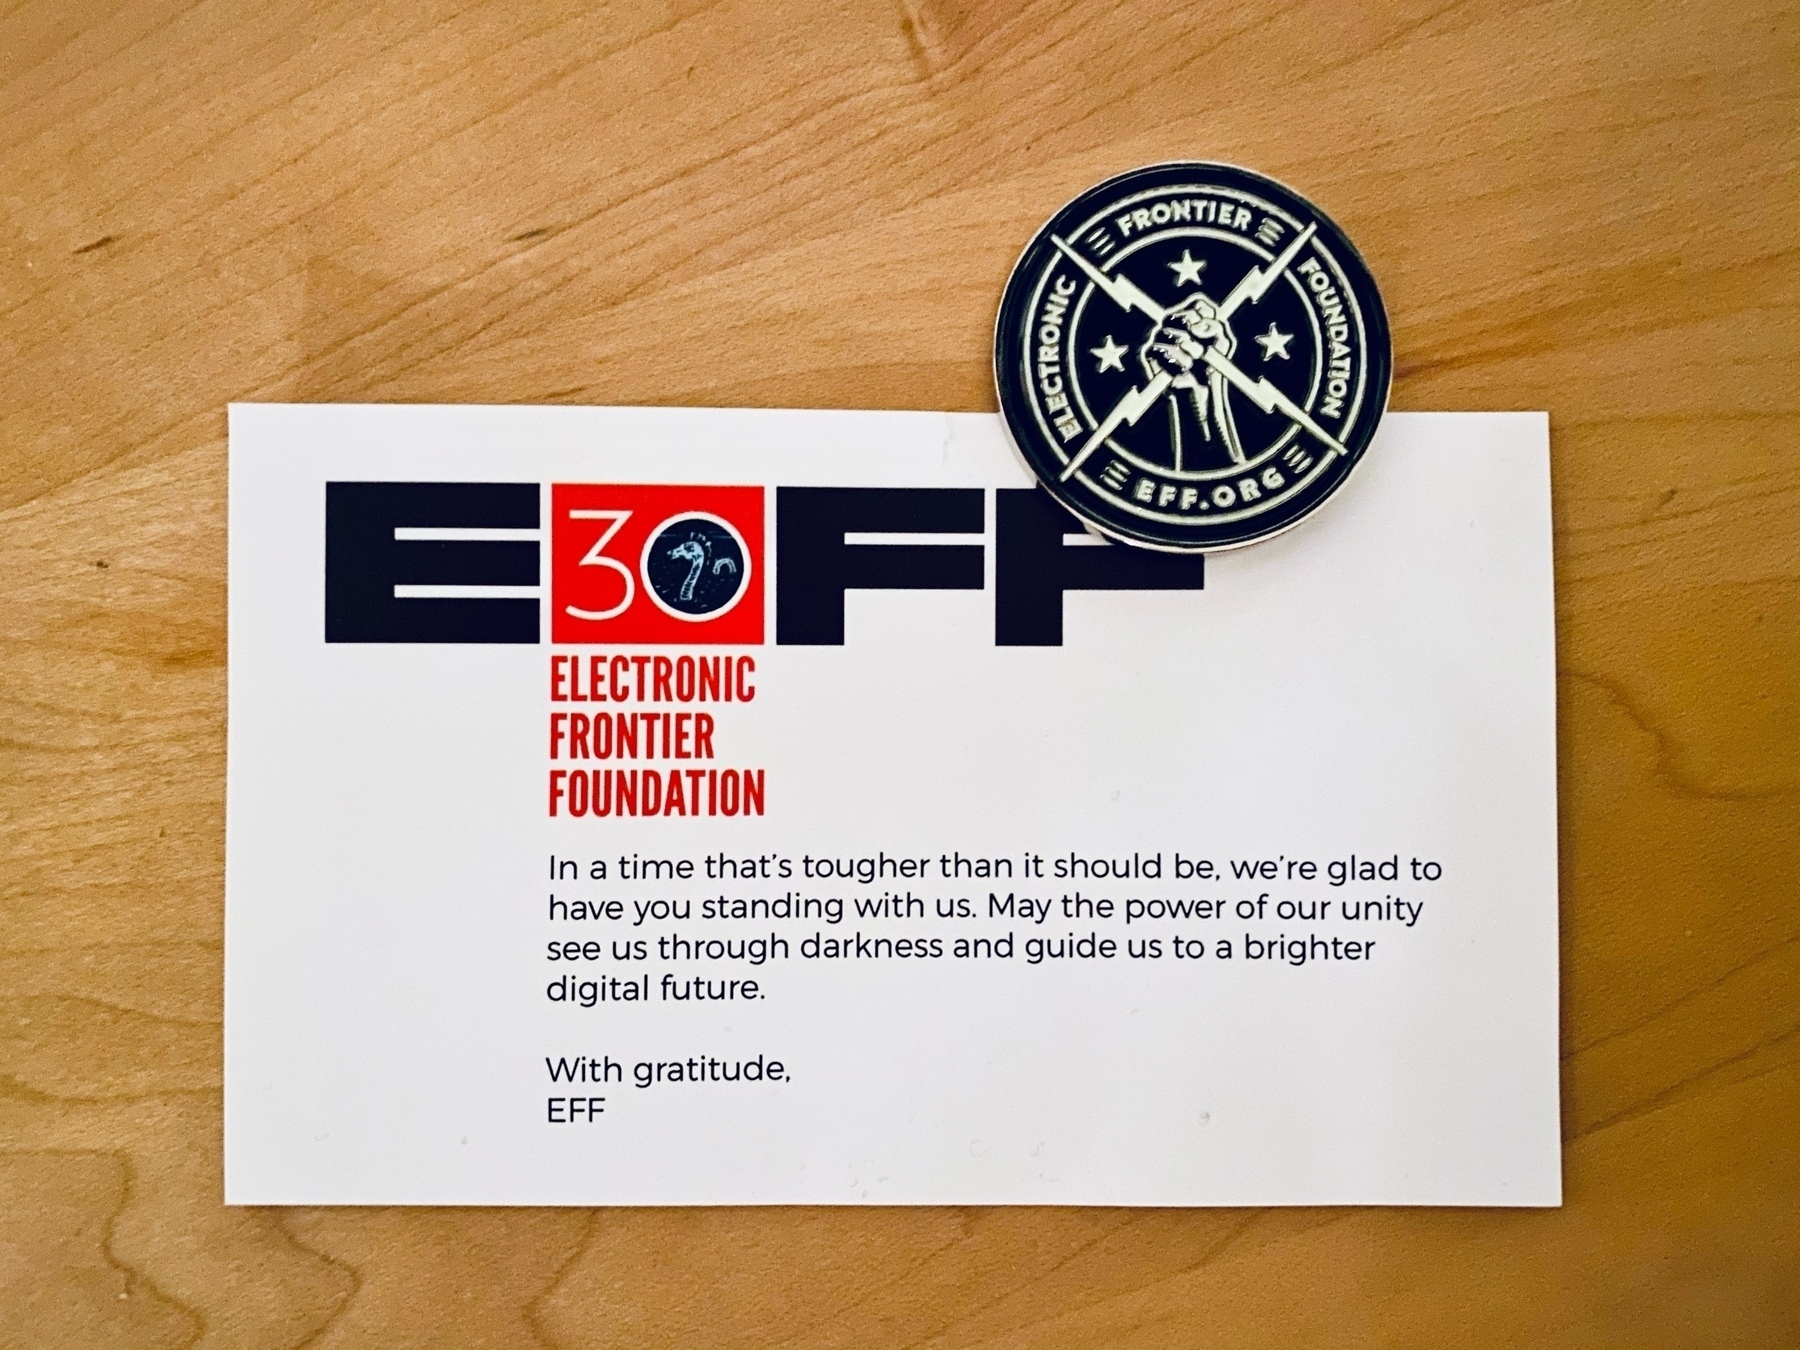 ELECTRONIC
FRONTIER
FOUNDATION
EFF.ORG
E30FF
ELECTRONIC
FRONTIER
FOUNDATION
In a time that’s tougher than it should be, we’re glad to
have you standing with us. May the power of our unity
see us through darkness and guide us to a brighter
digital future.
With gratitude,
EFF